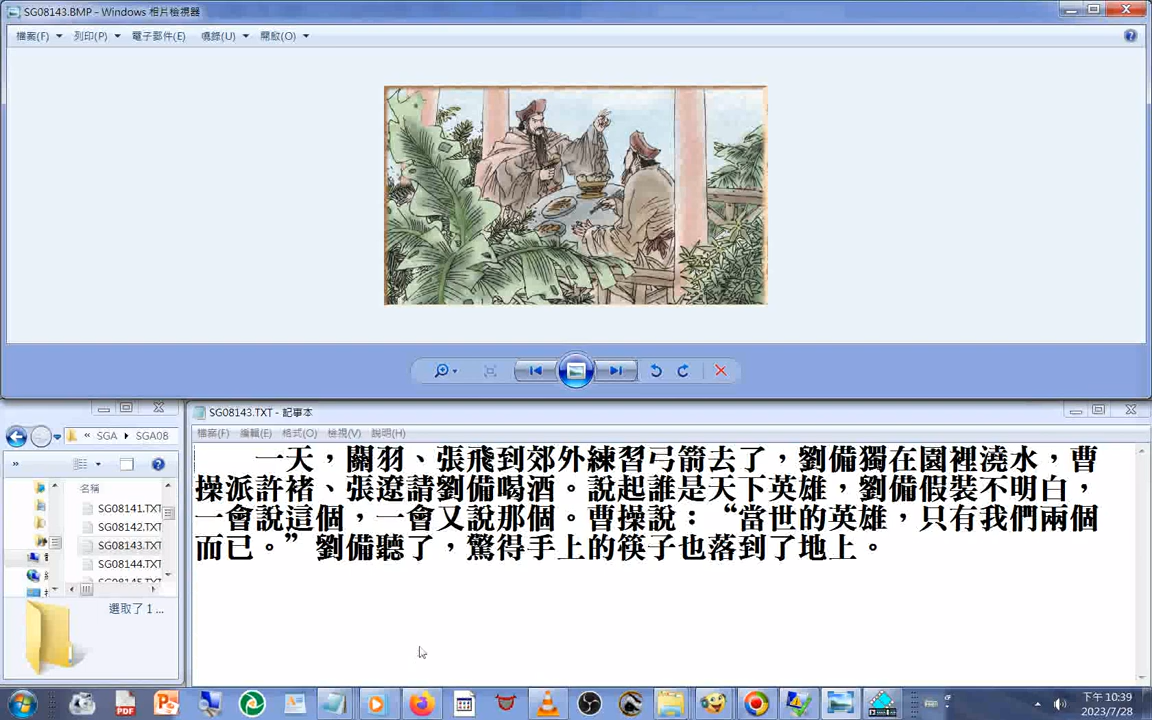 SG08143.BMP - Windows 相片檢視器
檔案(F) 列印(P) 電子郵件(E) 燒錄(U) 開啟(O)
SGA SGA08
名稱
SG08141.TXT
SG08142.TXT
SG08143.TXT
SG08144.TXT
SG08145.TXT
選取了 1 ...
SG08143.TXT - 記事本
檔案(F) 編輯(E) 格式(O) 檢視(V) 說明(H)
一天，關羽、張飛到郊外練習弓箭去了，劉備獨在園裡澆水，曹
操派許褚、張遼請劉備喝酒。說起誰是天下英雄，劉備假裝不明白，
一會說這個，一會又說那個。曹操說：“當世的英雄，只有我們兩個
而已。”劉備聽了，驚得手上的筷子也落到了地上。
PDF
下午 10:39
2023/7/28